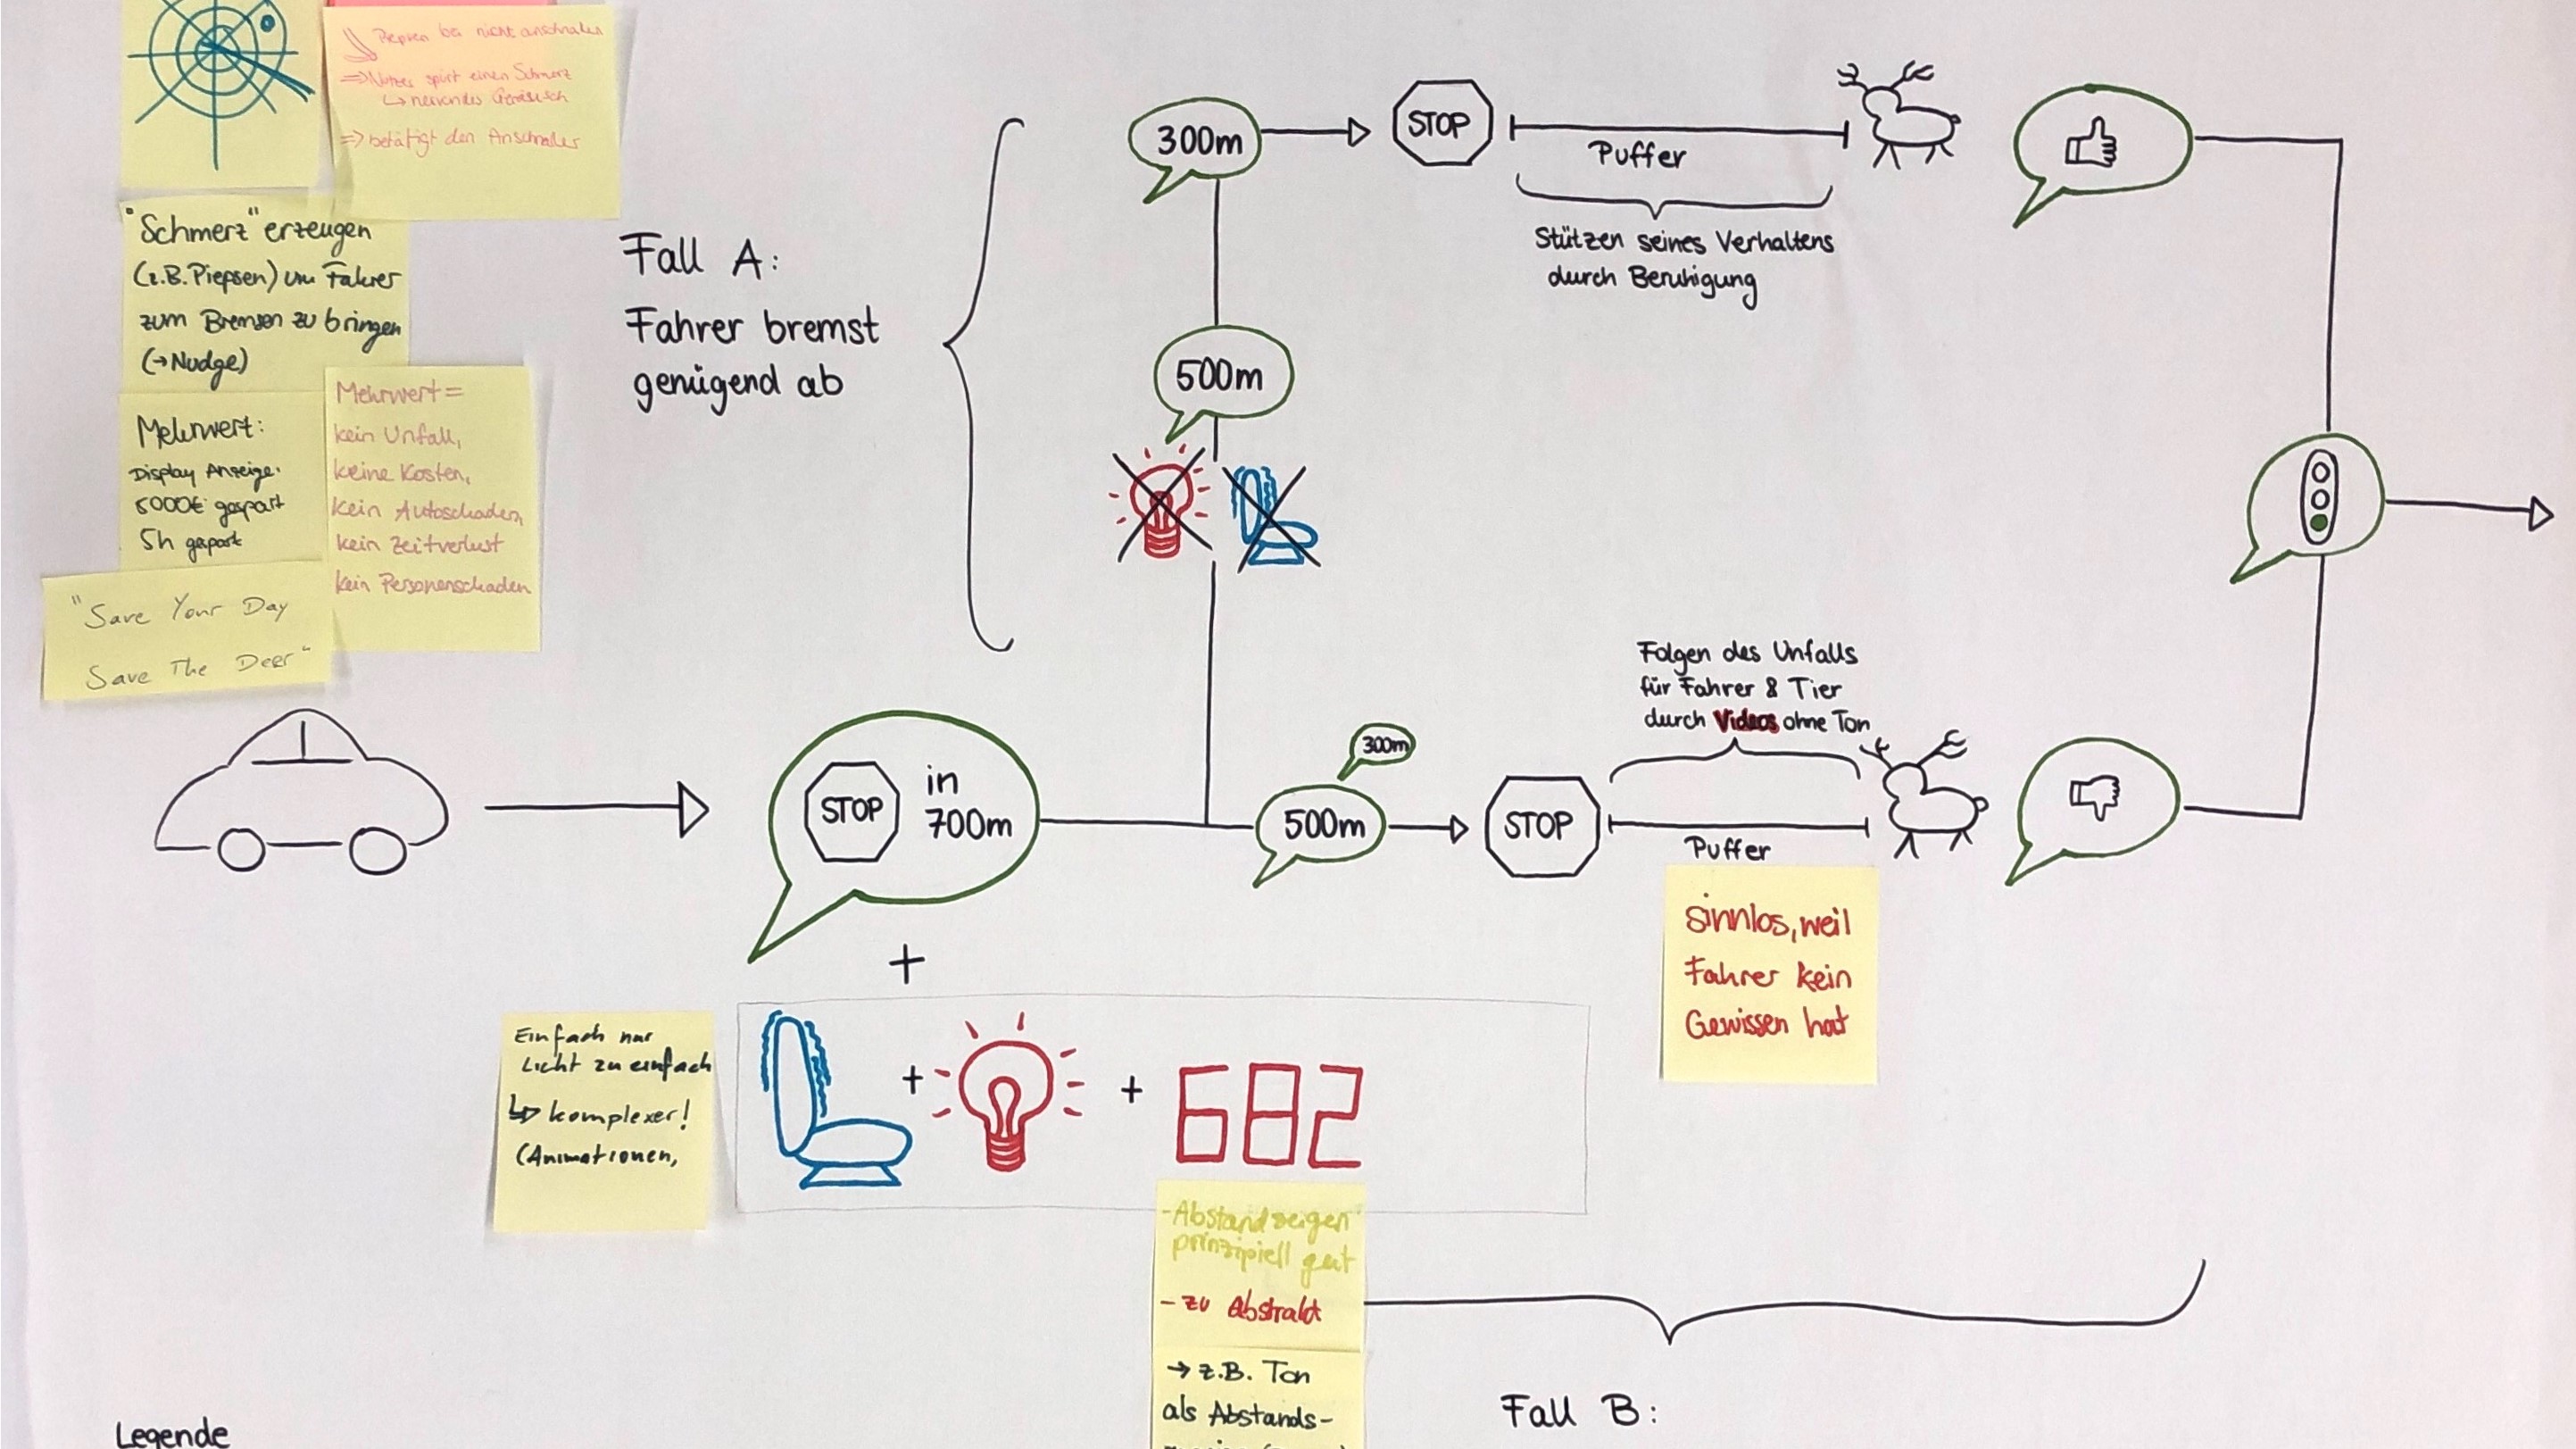 Piepsen bei nicht anschnallen
=> Nutzer spürt einen Schmerz
↳ nervendes Geräusch
=> betätigt den Anschnaller
"Schmerz" erzeugen
(z.B. Piepsen) um Fahrer
zum Bremsen zu bringen
(→ Nudge)
Mehrwert:
Display Anzeige:
5000€ gespart
5h gespart
Mehrwert =
kein Unfall,
keine Kosten,
kein Autoschaden,
kein Zeitverlust
kein Personenschaden
"Save Your Day
Save The Deer"
Fall A:
Fahrer bremst
genügend ab
300m
STOP
Puffer
Stützen seines Verhaltens
durch Beruhigung
500m
STOP
in
700m
300m
500m
STOP
Folgen des Unfalls
für Fahrer & Tier
durch Videos ohne Ton
Puffer
sinnlos, weil
Fahrer kein
Gewissen hat
Einfach nur
Licht zu einfach
↳ komplexer!
(Animationen,
+
+
+
682
- Abstand zeigen
prinzipiell gut
- zu Abstrakt
→ z.B. Ton
als Abstands-
Fall B:
Legende